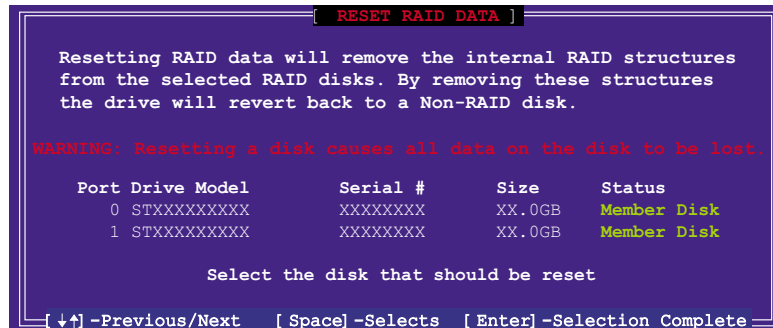 [ RESET RAID DATA ]
Resetting RAID data will remove the internal RAID structures
from the selected RAID disks. By removing these structures
the drive will revert back to a Non-RAID disk.
WARNING: Resetting a disk causes all data on the disk to be lost.
Port Drive Model Serial # Size Status
0 STXXXXXXXXX XXXXXXXX XX.0GB Member Disk
1 STXXXXXXXXX XXXXXXXX XX.0GB Member Disk
Select the disk that should be reset
[↓↑]-Previous/Next [Space]-Selects [Enter]-Selection Complete